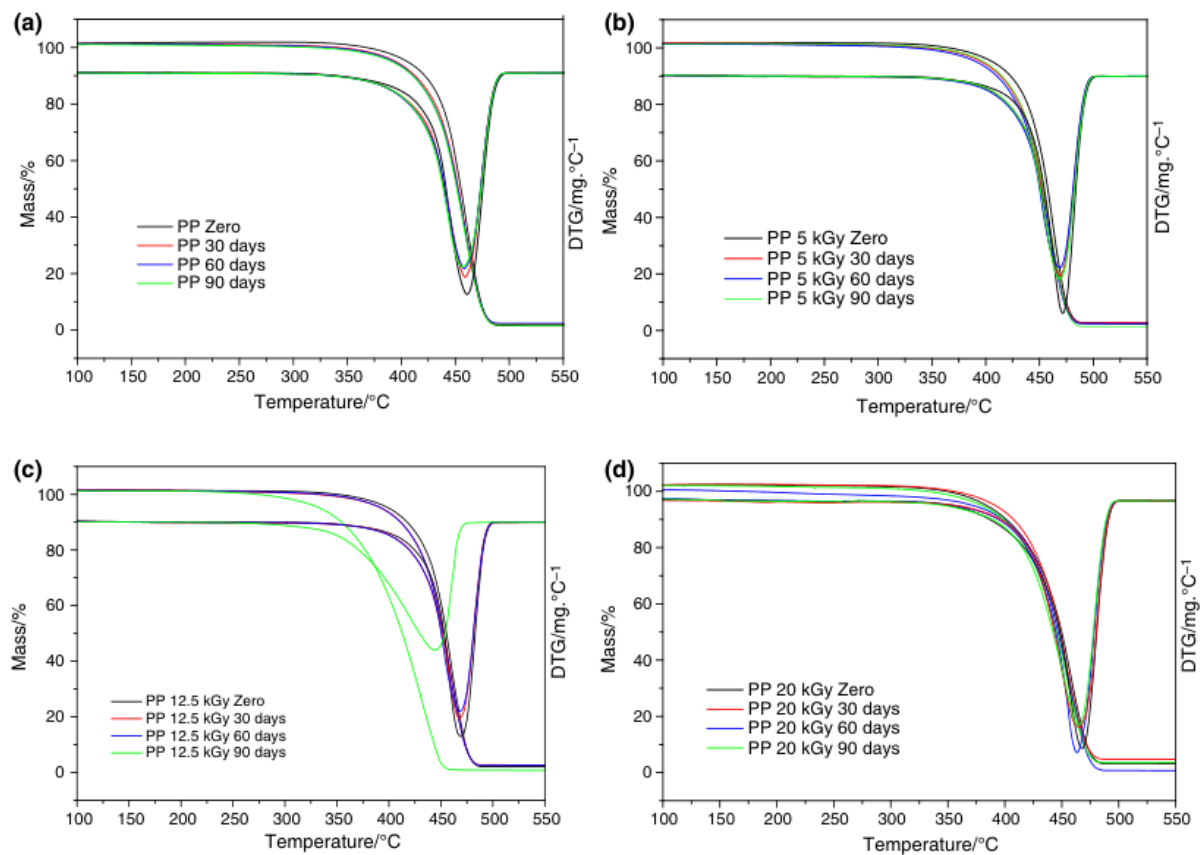 (a)
100
80
60
40
20
0
Mass/%
DTG/mg.°C⁻¹
PP Zero
PP 30 days
PP 60 days
PP 90 days
100 150 200 250 300 350 400 450 500 550
Temperature/°C
(b)
100
80
60
40
20
0
Mass/%
DTG/mg.°C⁻¹
PP 5 kGy Zero
PP 5 kGy 30 days
PP 5 kGy 60 days
PP 5 kGy 90 days
100 150 200 250 300 350 400 450 500 550
Temperature/°C
(c)
100
80
60
40
20
0
Mass/%
DTG/mg.°C⁻¹
PP 12.5 kGy Zero
PP 12.5 kGy 30 days
PP 12.5 kGy 60 days
PP 12.5 kGy 90 days
100 150 200 250 300 350 400 450 500 550
Temperature/°C
(d)
100
80
60
40
20
0
Mass/%
DTG/mg.°C⁻¹
PP 20 kGy Zero
PP 20 kGy 30 days
PP 20 kGy 60 days
PP 20 kGy 90 days
100 150 200 250 300 350 400 450 500 550
Temperature/°C